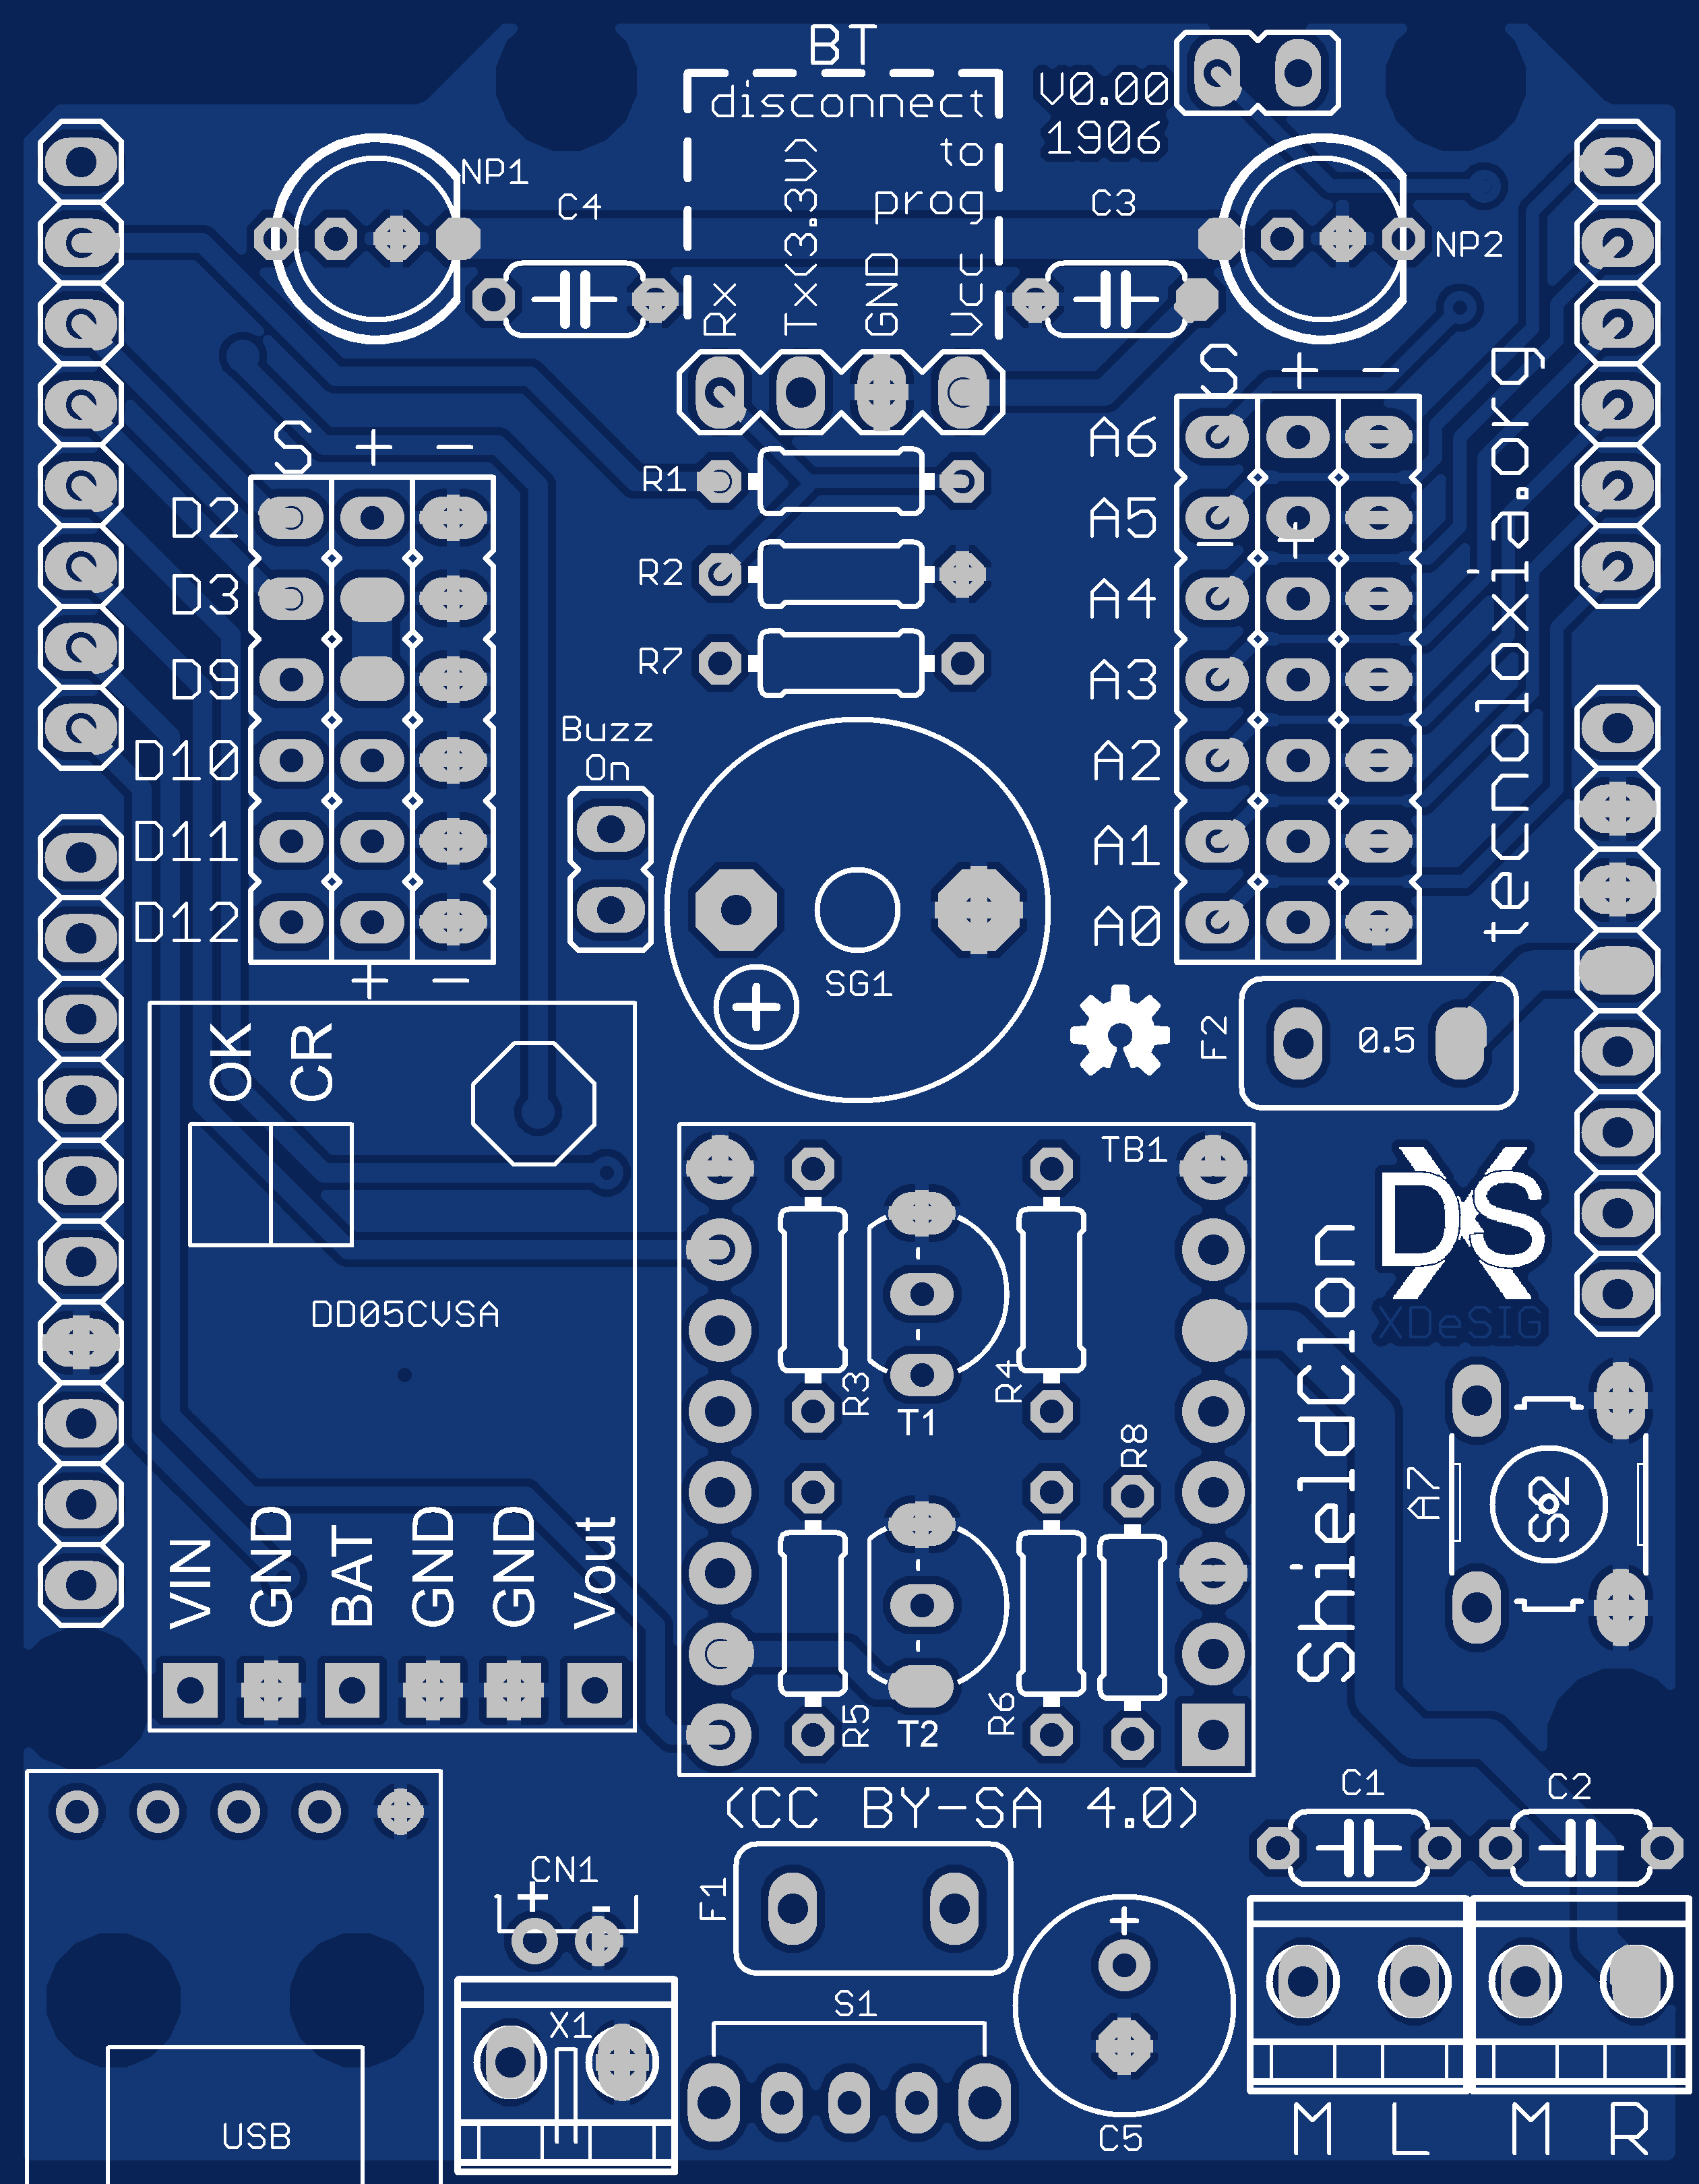 BT
disconnect
to
prog
V0.00
1906
Rx
Tx(3.3V)
GND
Vcc
NP1
C4
C3
NP2
S + -
D2
D3
D9
D10
D11
D12
+ -
R1
R2
R7
Buzz
On
SG1
+
S + -
A6
A5
- +
A4
A3
A2
A1
A0
tecnoloxia.org
F2
0.5
OK
CR
DD05CVSA
VIN
GND
BAT
GND
GND
Vout
TB1
R3
T1
R4
R8
R5
T2
R6
DS
XDeSIG
ShieldClon
A7
S2
(CC BY-SA 4.0)
C1
C2
CN1
+ -
F1
X1
S1
+
C5
USB
M L M R